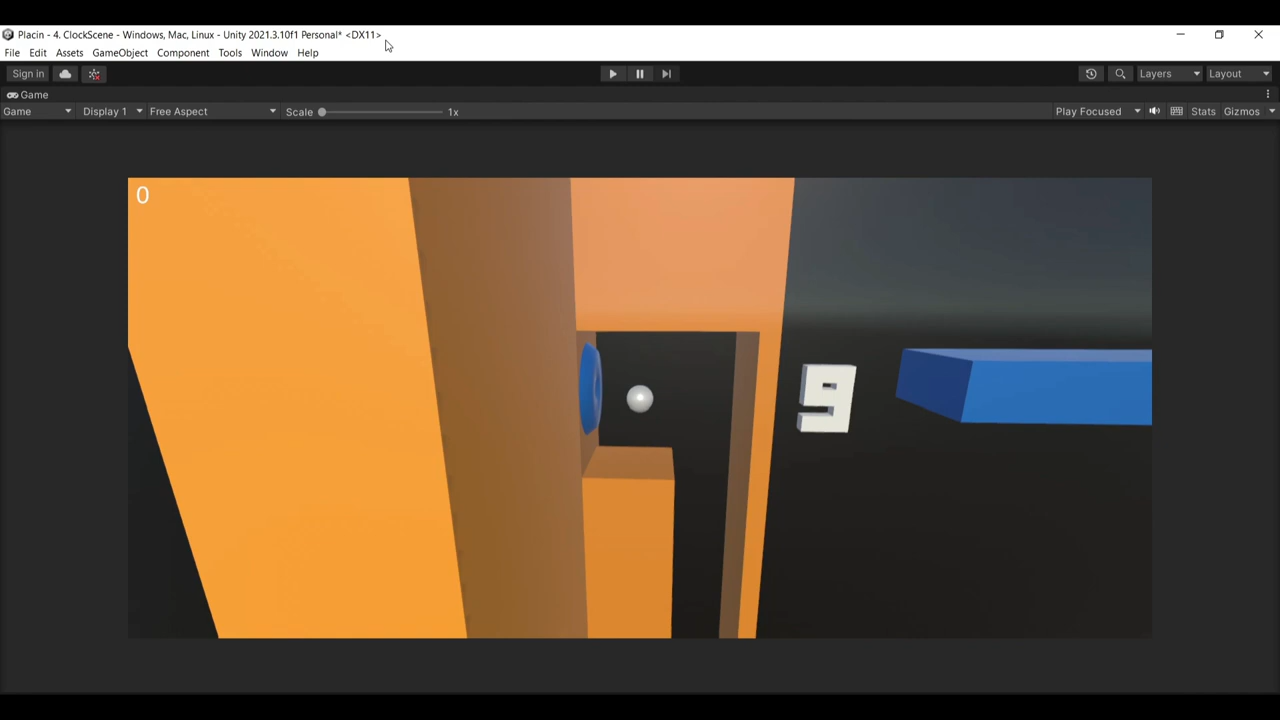 Placin - 4. ClockScene - Windows, Mac, Linux - Unity 2021.3.10f1 Personal* <DX11>
File Edit Assets GameObject Component Tools Window Help
Sign in Layers Layout
Game
Game Display 1 Free Aspect Scale 1x Play Focused Stats Gizmos
0
9